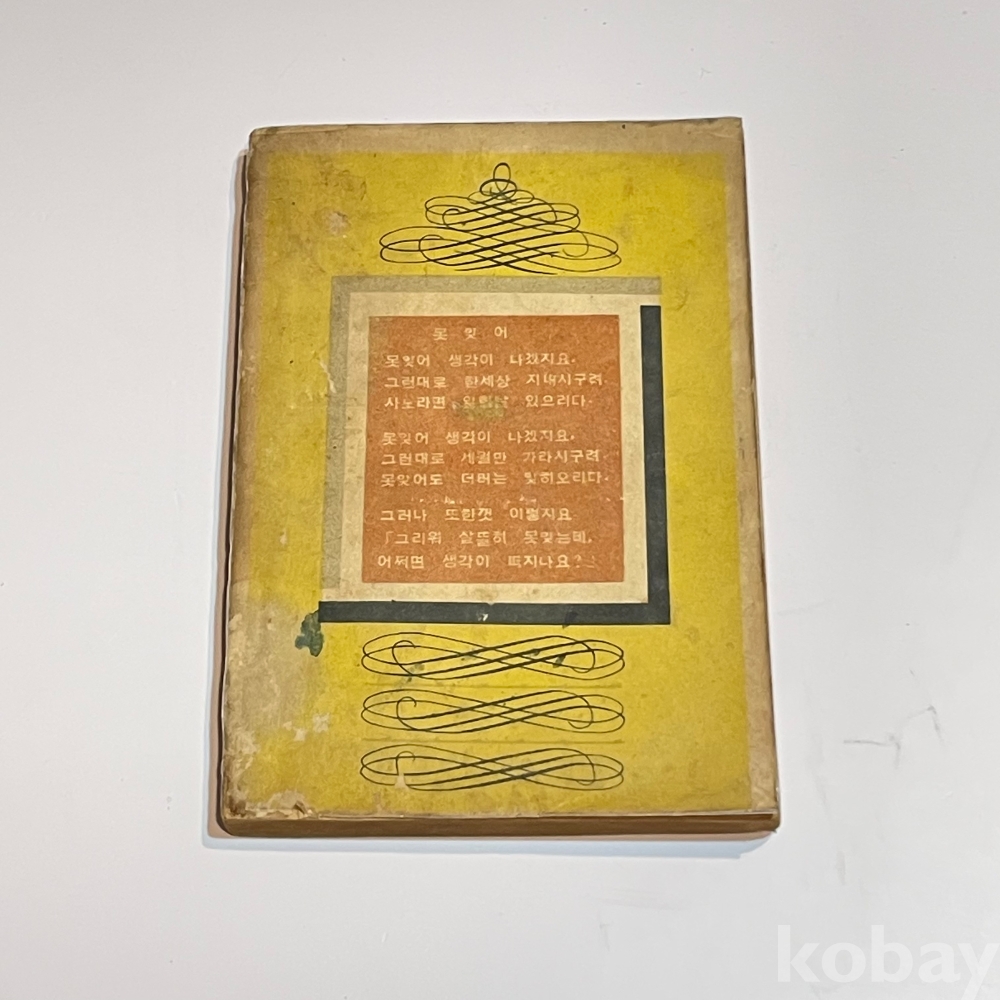 못 잊 어
못잊어 생각이 나겠지요.
그런대로 한세상 지내시구려.
사노라면 잊힐날 있으리다.
못잊어 생각이 나겠지요.
그런대로 세월만 가라시구려.
못잊어도 더러는 잊히오리다.
그러나 또한껏 이렇지요
「그리워 살뜰히 못잊는데,
어쩌면 생각이 떠지나요?」
kobay